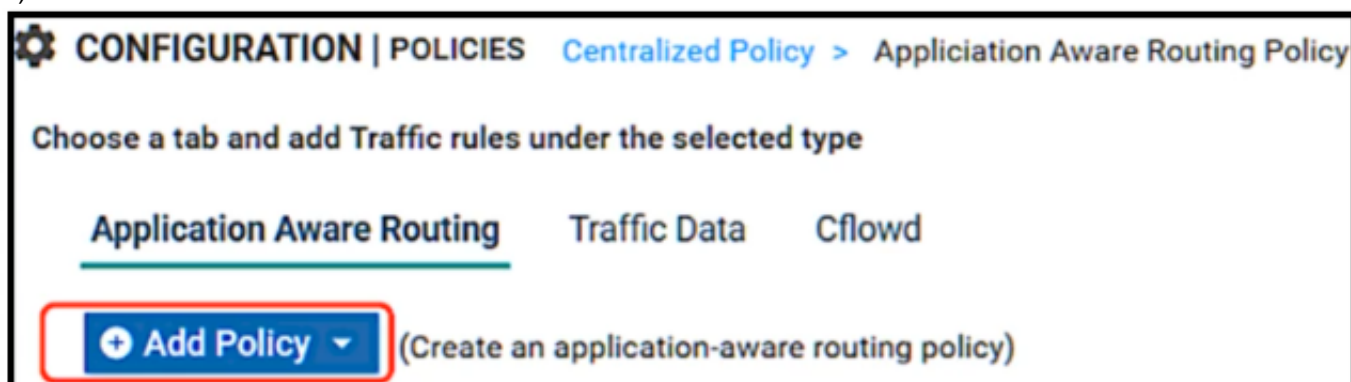 CONFIGURATION | POLICIES Centralized Policy > Appliciation Aware Routing Policy
Choose a tab and add Traffic rules under the selected type
Application Aware Routing Traffic Data Cflowd
Add Policy (Create an application-aware routing policy)